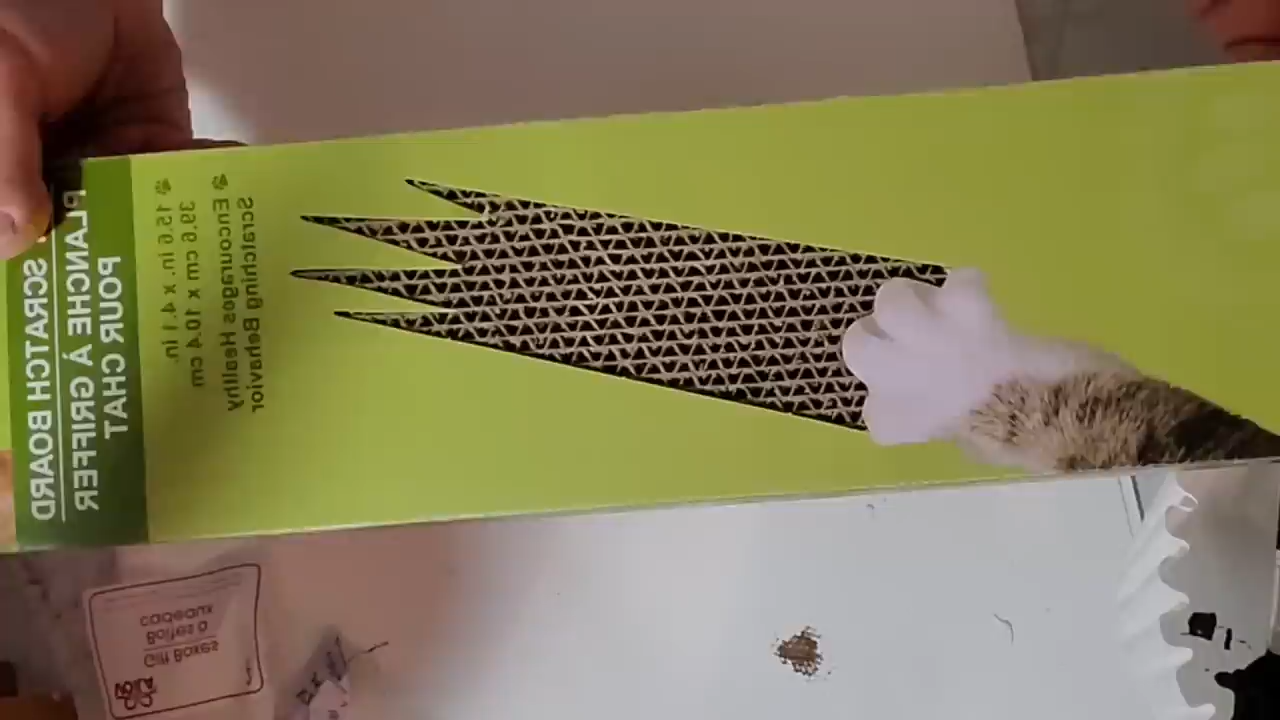 SCRATCH BOARD
PLANCHE À GRIFFER
POUR CHAT
15.6 in. x 4.1 in.
39.6 cm x 10.4 cm
Encourages Healthy
Scratching Behavior
Gift Boxes
Boîtes à
cadeaux